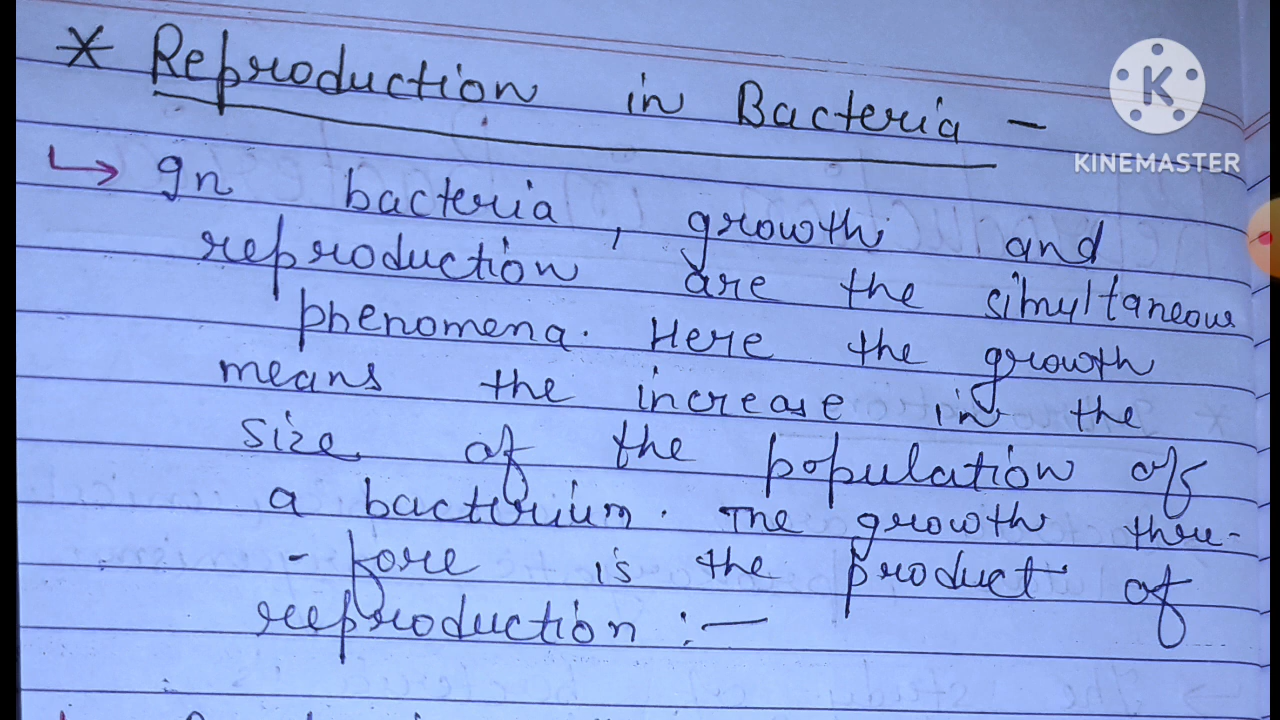 * Reproduction in Bacteria -
K
KINEMASTER
↳ In bacteria, growth and
reproduction are the simultaneous
phenomena. Here the growth
means the increase in the
size of the population of
a bacterium. The growth there-
- fore is the product of
reproduction :-